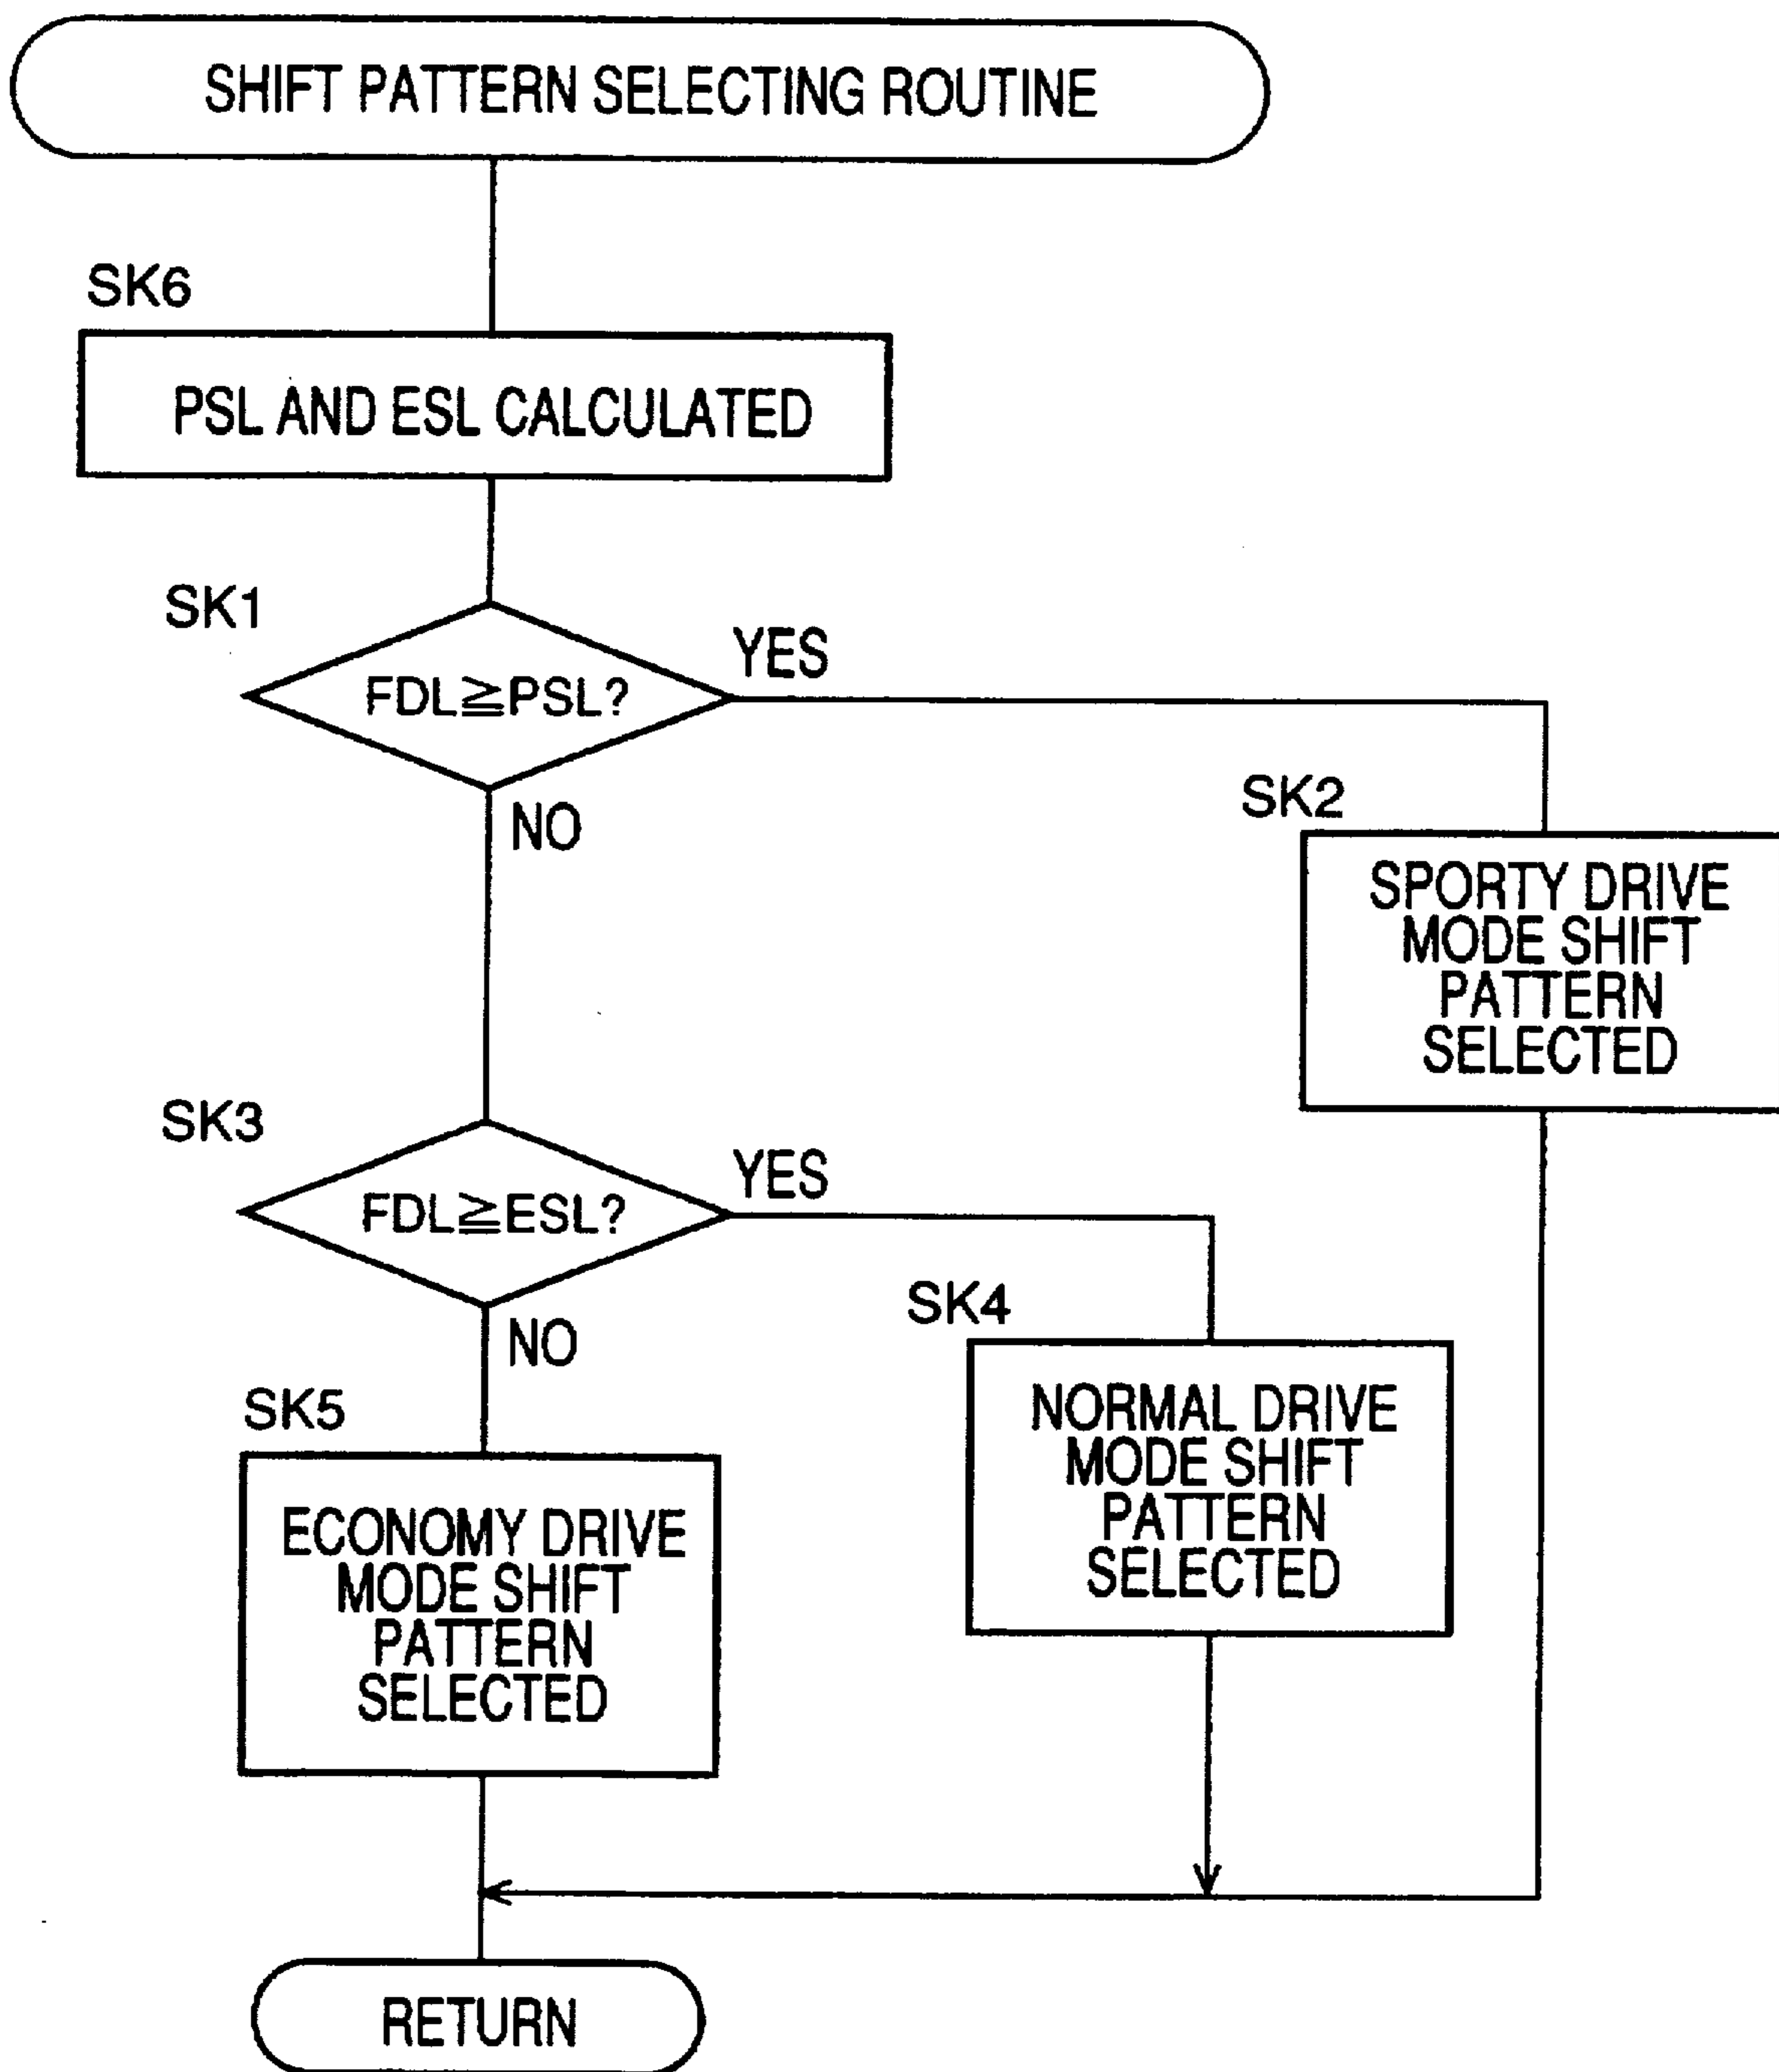 SHIFT PATTERN SELECTING ROUTINE
SK6
PSL AND ESL CALCULATED
SK1
FDL≧PSL?
YES
NO
SK2
SPORTY DRIVE
MODE SHIFT
PATTERN
SELECTED
SK3
FDL≧ESL?
YES
NO
SK4
NORMAL DRIVE
MODE SHIFT
PATTERN
SELECTED
SK5
ECONOMY DRIVE
MODE SHIFT
PATTERN
SELECTED
RETURN